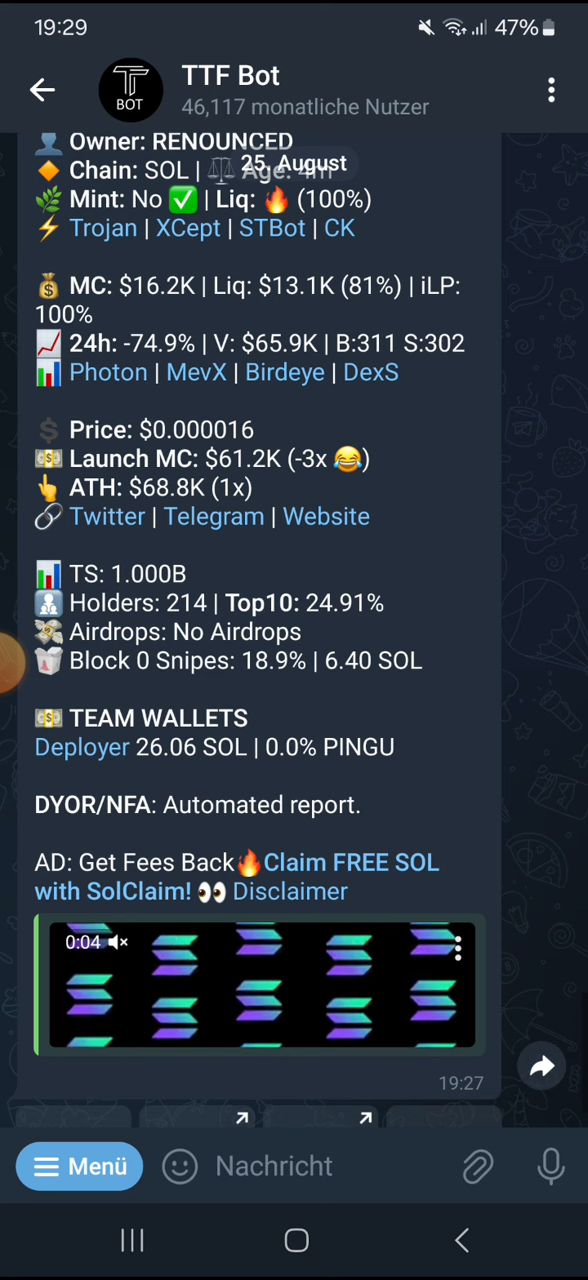 19:29
47%
TTF Bot
BOT
46,117 monatliche Nutzer
Owner: RENOUNCED
25. August
Chain: SOL | Age: 4m
Mint: No ✅ | Liq: 🔥 (100%)
⚡ Trojan | XCept | STBot | CK
💰 MC: $16.2K | Liq: $13.1K (81%) | iLP:
100%
📈 24h: -74.9% | V: $65.9K | B:311 S:302
📊 Photon | MevX | Birdeye | DexS
💲 Price: $0.000016
💵 Launch MC: $61.2K (-3x 😂)
👆 ATH: $68.8K (1x)
🔗 Twitter | Telegram | Website
📊 TS: 1.000B
Holders: 214 | Top10: 24.91%
💸 Airdrops: No Airdrops
Block 0 Snipes: 18.9% | 6.40 SOL
💵 TEAM WALLETS
Deployer 26.06 SOL | 0.0% PINGU
DYOR/NFA: Automated report.
AD: Get Fees Back🔥Claim FREE SOL
with SolClaim! 👀 Disclaimer
0:04
19:27
Menü
Nachricht